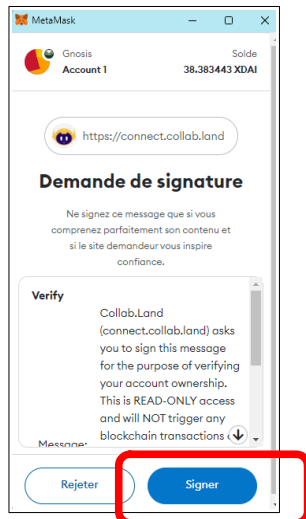 MetaMask
Gnosis
Account 1
Solde
38.383443 XDAI
https://connect.collab.land
Demande de signature
Ne signez ce message que si vous
comprenez parfaitement son contenu et
si le site demandeur vous inspire
confiance.
Verify
Collab.Land
(connect.collab.land) asks
you to sign this message
for the purpose of verifying
your account ownership.
This is READ-ONLY access
and will NOT trigger any
blockchain transactions
Message:
Rejeter
Signer